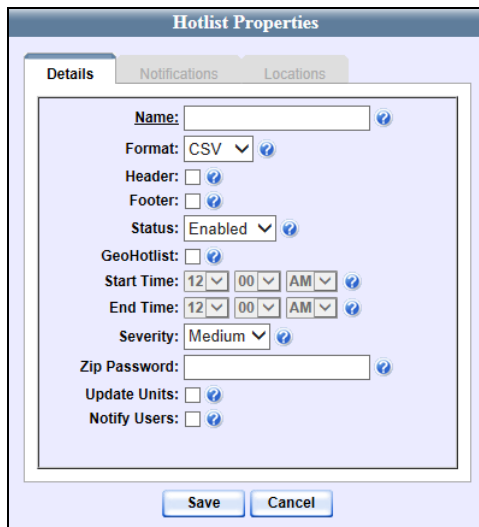 Hotlist Properties
Details Notifications Locations
Name:
Format: CSV
Header:
Footer:
Status: Enabled
GeoHotlist:
Start Time: 12 00 AM
End Time: 12 00 AM
Severity: Medium
Zip Password:
Update Units:
Notify Users:
Save Cancel